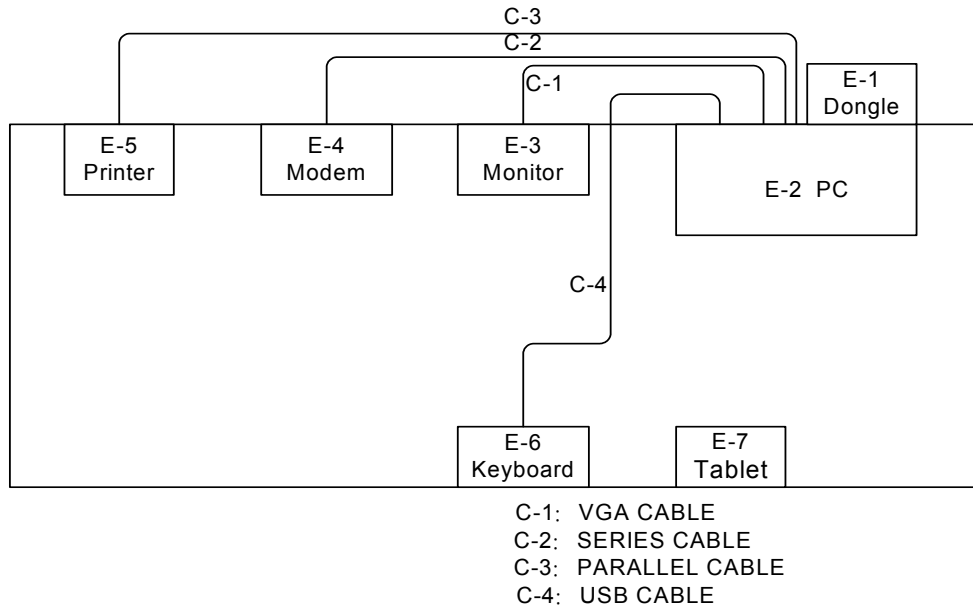 C-3
C-2
C-1
E-1
Dongle
E-5
Printer
E-4
Modem
E-3
Monitor
E-2 PC
C-4
E-6
Keyboard
E-7
Tablet
C-1: VGA CABLE
C-2: SERIES CABLE
C-3: PARALLEL CABLE
C-4: USB CABLE